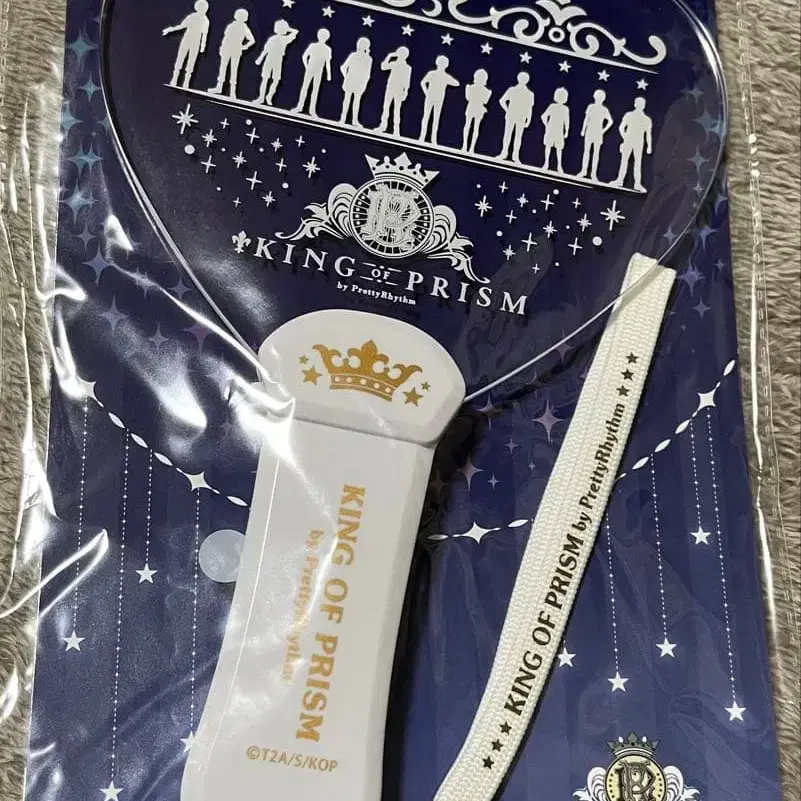 KING OF PRISM
by PrettyRhythm
KING OF PRISM
by PrettyRhythm
©T2A/S/KOP
★★★ KING OF PRISM by PrettyRhythm ★★★